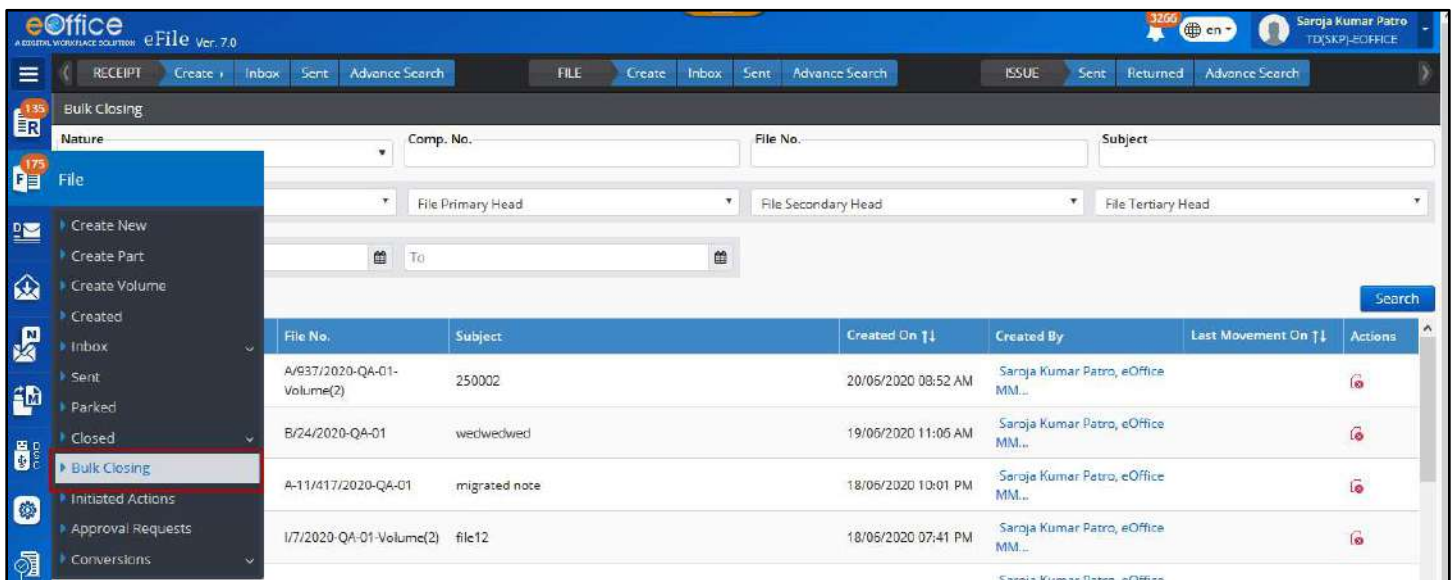 eOffice
A DIGITAL WORKPLACE SOLUTION eFile Ver. 7.0
3266
en
Saroja Kumar Patro
TD(SKP)-EOFFICE
RECEIPT Create Inbox Sent Advance Search FILE Create Inbox Sent Advance Search ISSUE Sent Returned Advance Search
135
R
Bulk Closing
Nature Comp. No. File No. Subject
175
F
File
File Primary Head File Secondary Head File Tertiary Head
To
Search
D
N
M
DSC
Create New
Create Part
Create Volume
Created
Inbox
Sent
Parked
Closed
Bulk Closing
Initiated Actions
Approval Requests
Conversions
File No. Subject Created On Created By Last Movement On Actions
A/937/2020-QA-01-
Volume(2) 250002 20/06/2020 08:52 AM Saroja Kumar Patro, eOffice
MM...
B/24/2020-QA-01 wedwedwed 19/06/2020 11:06 AM Saroja Kumar Patro, eOffice
MM...
A-11/417/2020-QA-01 migrated note 18/06/2020 10:01 PM Saroja Kumar Patro, eOffice
MM...
I/7/2020-QA-01-Volume(2) file12 18/06/2020 07:41 PM Saroja Kumar Patro, eOffice
MM...
Saroja Kumar Patro, eOffice